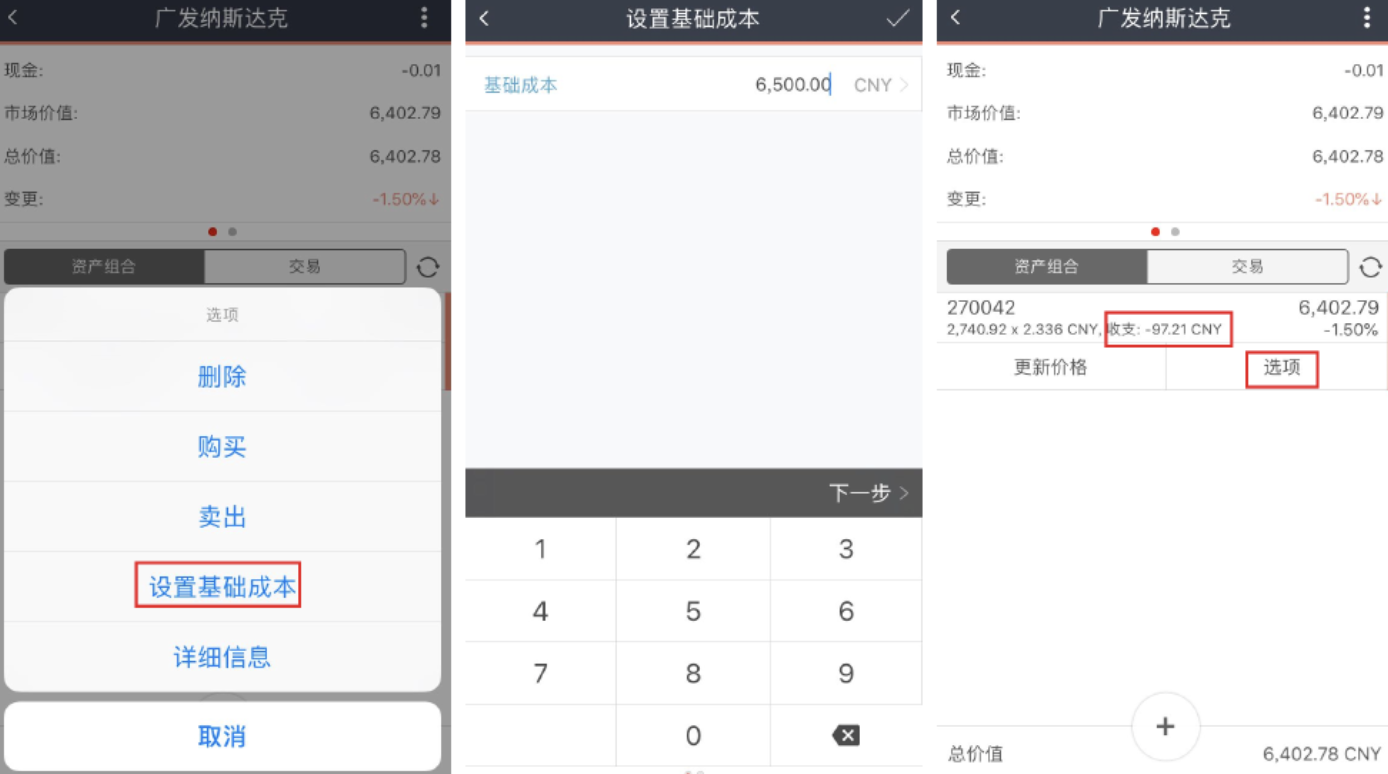 广发纳斯达克
现金: -0.01
市场价值: 6,402.79
总价值: 6,402.78
变更: -1.50%↓
资产组合 交易
选项
删除
购买
卖出
设置基础成本
详细信息
取消
设置基础成本
基础成本 6,500.00 CNY
下一步
1 2 3
4 5 6
7 8 9
0
广发纳斯达克
现金: -0.01
市场价值: 6,402.79
总价值: 6,402.78
变更: -1.50%↓
资产组合 交易
270042 6,402.79
2,740.92 x 2.336 CNY, 收支: -97.21 CNY -1.50%
更新价格 选项
+
总价值 6,402.78 CNY